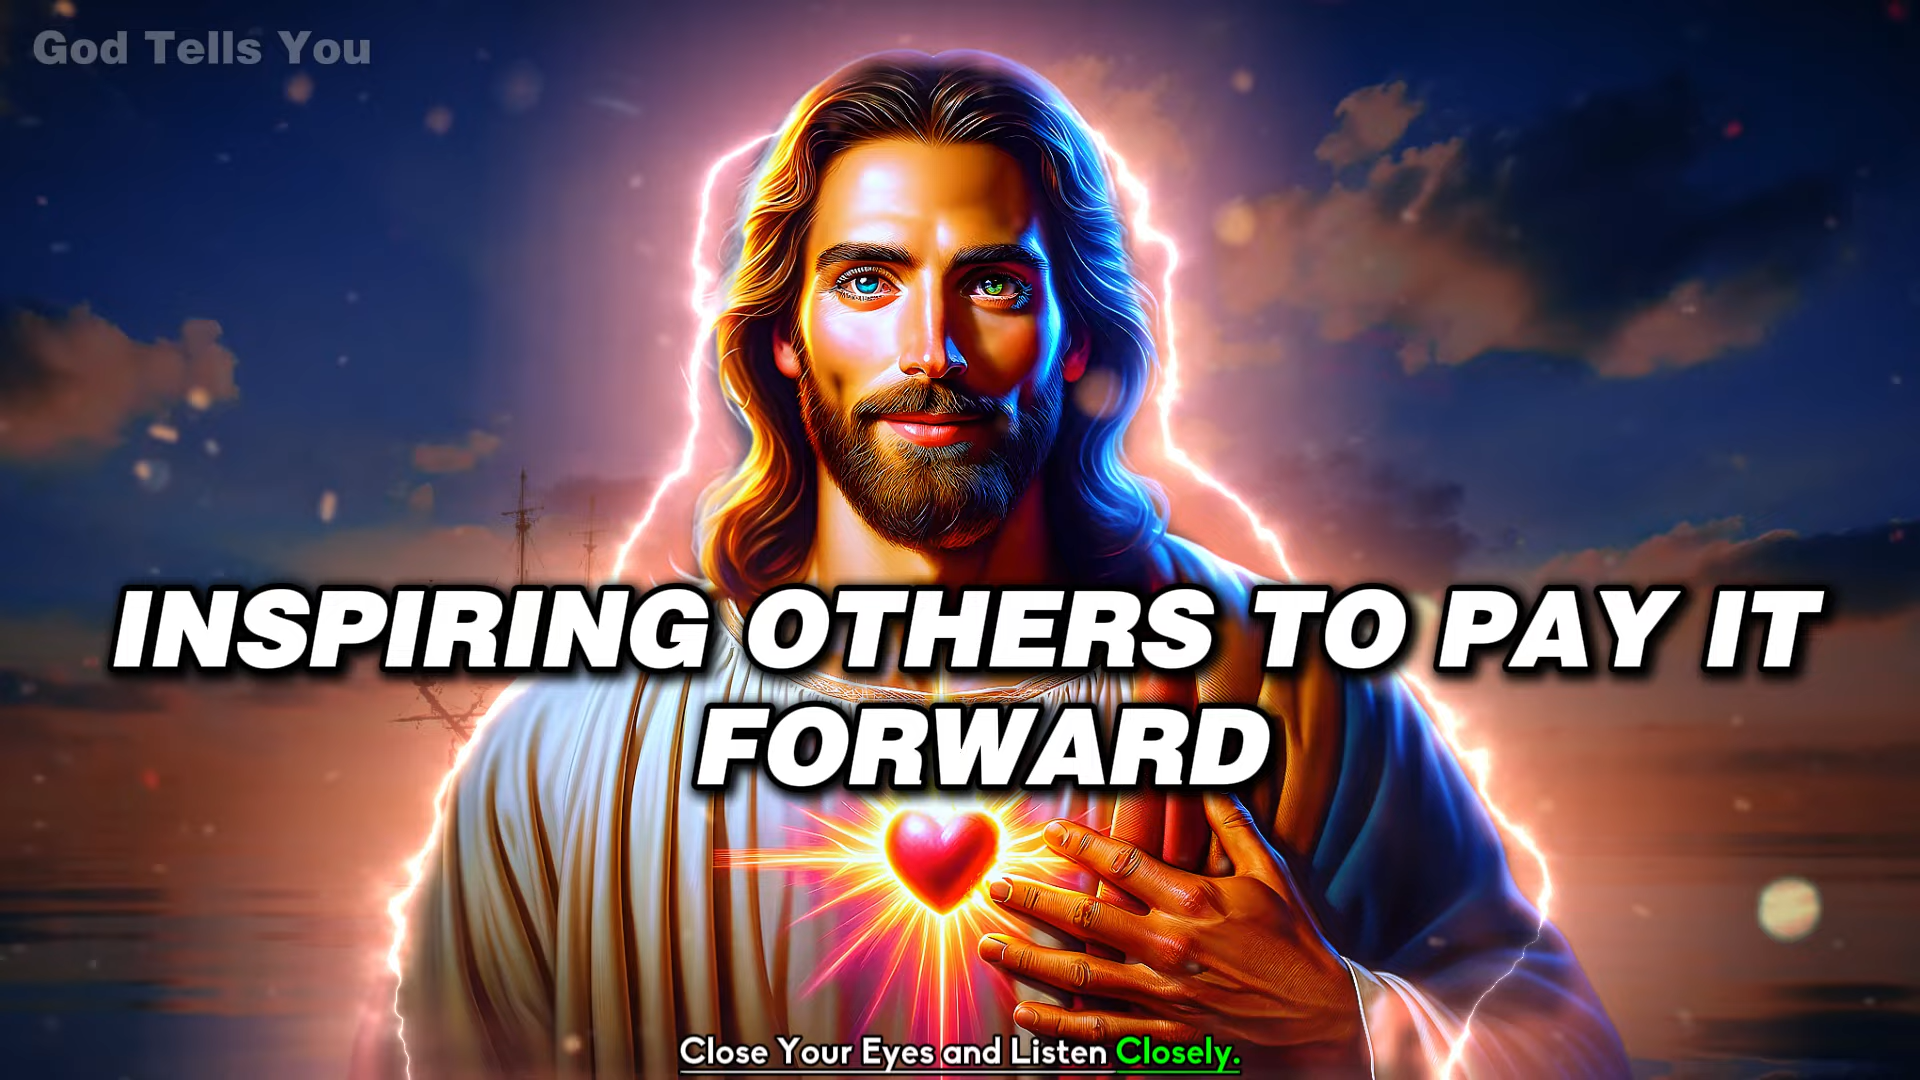 God Tells You
INSPIRING OTHERS TO PAY IT
FORWARD
Close Your Eyes and Listen Closely.